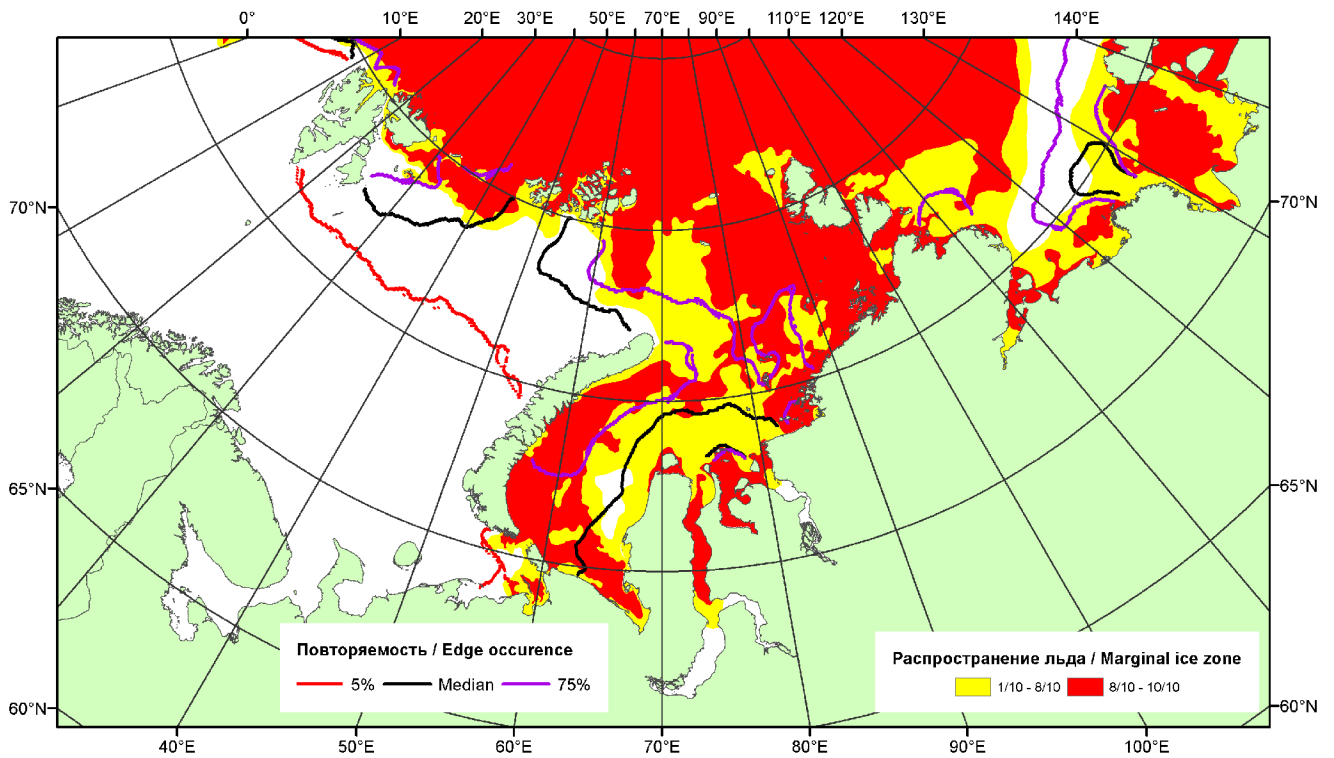 0° 10°E 20°E 30°E 50°E 70°E 90°E 110°E 120°E 130°E 140°E
70°N 70°N
65°N 65°N
60°N 60°N
Повторяемость / Edge occurence
5% Median 75%
Распространение льда / Marginal ice zone
1/10 - 8/10 8/10 - 10/10
40°E 50°E 60°E 70°E 80°E 90°E 100°E